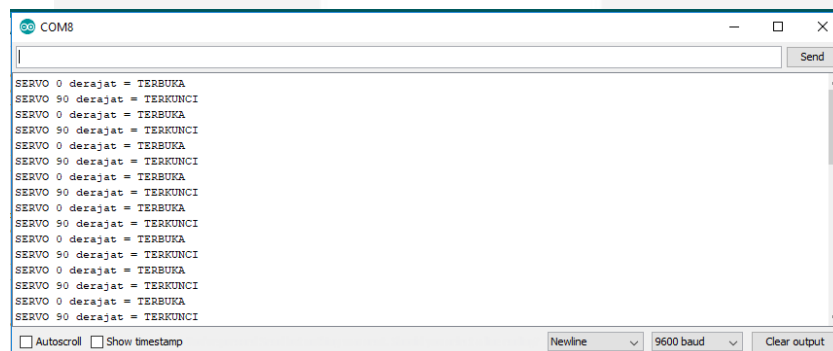 COM8
Send
SERVO 0 derajat = TERBUKA
SERVO 90 derajat = TERKUNCI
SERVO 0 derajat = TERBUKA
SERVO 90 derajat = TERKUNCI
SERVO 0 derajat = TERBUKA
SERVO 90 derajat = TERKUNCI
SERVO 0 derajat = TERBUKA
SERVO 90 derajat = TERKUNCI
SERVO 0 derajat = TERBUKA
SERVO 90 derajat = TERKUNCI
SERVO 0 derajat = TERBUKA
SERVO 90 derajat = TERKUNCI
SERVO 0 derajat = TERBUKA
SERVO 90 derajat = TERKUNCI
SERVO 0 derajat = TERBUKA
SERVO 90 derajat = TERKUNCI
Autoscroll Show timestamp Newline 9600 baud Clear output